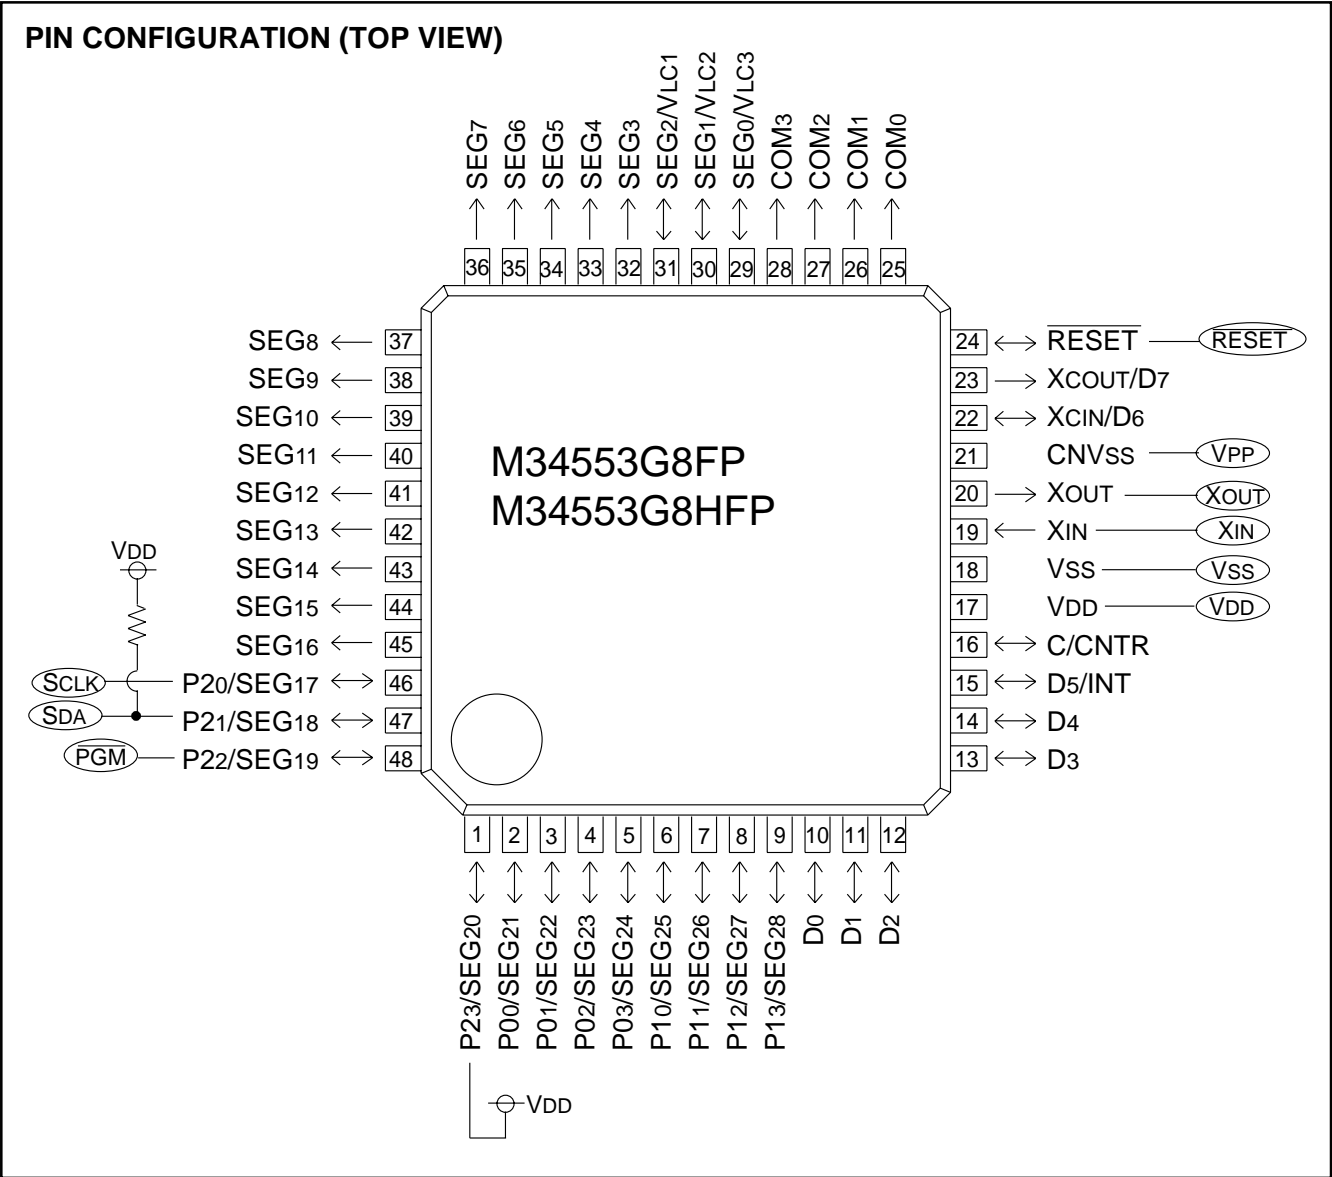 PIN CONFIGURATION (TOP VIEW)
SEG7
SEG6
SEG5
SEG4
SEG3
SEG2/VLC1
SEG1/VLC2
SEG0/VLC3
COM3
COM2
COM1
COM0
36 35 34 33 32 31 30 29 28 27 26 25
SEG8 37
SEG9 38
SEG10 39
SEG11 40
SEG12 41
SEG13 42
SEG14 43
SEG15 44
SEG16 45
SCLK P20/SEG17 46
SDA P21/SEG18 47
PGM P22/SEG19 48
VDD
M34553G8FP
M34553G8HFP
24 RESET RESET
23 XCOUT/D7
22 XCIN/D6
21 CNVSS VPP
20 XOUT XOUT
19 XIN XIN
18 VSS VSS
17 VDD VDD
16 C/CNTR
15 D5/INT
14 D4
13 D3
1 2 3 4 5 6 7 8 9 10 11 12
P23/SEG20
P00/SEG21
P01/SEG22
P02/SEG23
P03/SEG24
P10/SEG25
P11/SEG26
P12/SEG27
P13/SEG28
D0
D1
D2
VDD